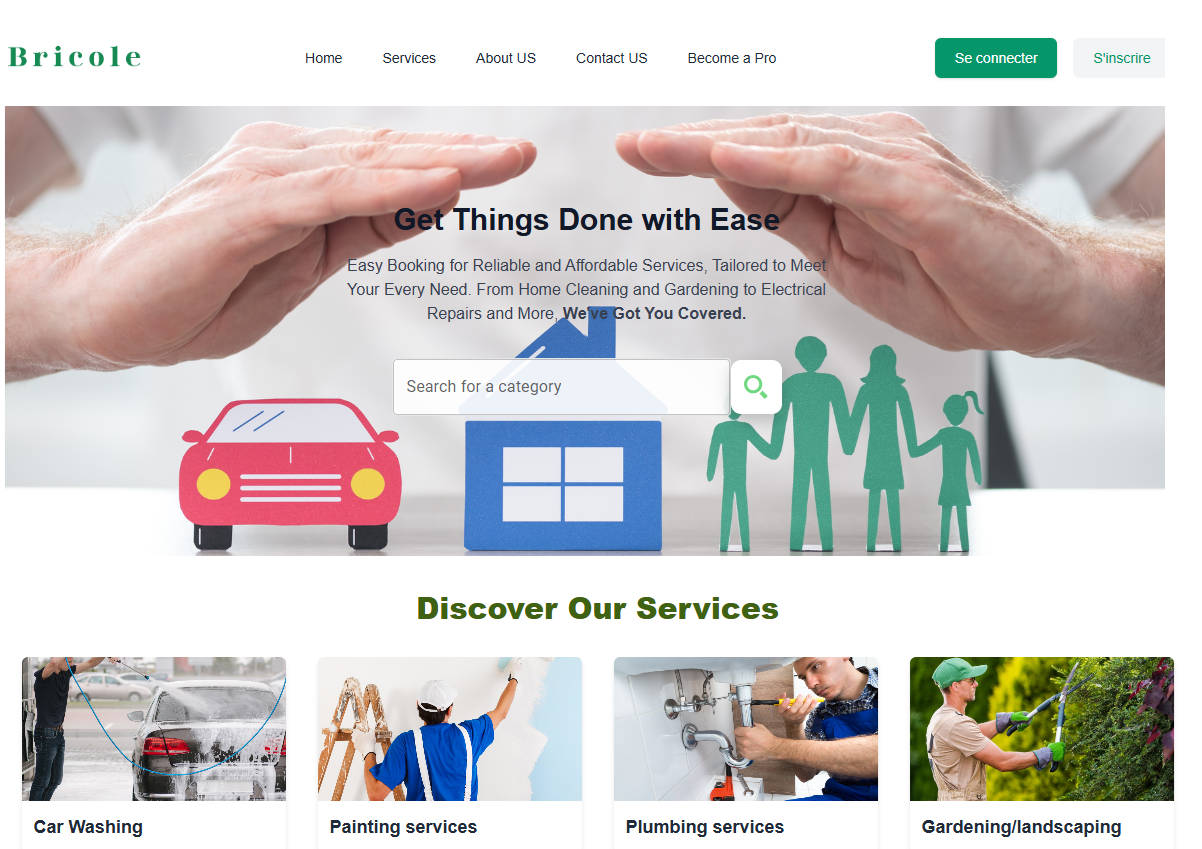 Bricole
Home Services About US Contact US Become a Pro
Se connecter S'inscrire
Get Things Done with Ease
Easy Booking for Reliable and Affordable Services, Tailored to Meet
Your Every Need. From Home Cleaning and Gardening to Electrical
Repairs and More, We've Got You Covered.
Search for a category
Discover Our Services
Car Washing
Painting services
Plumbing services
Gardening/landscaping